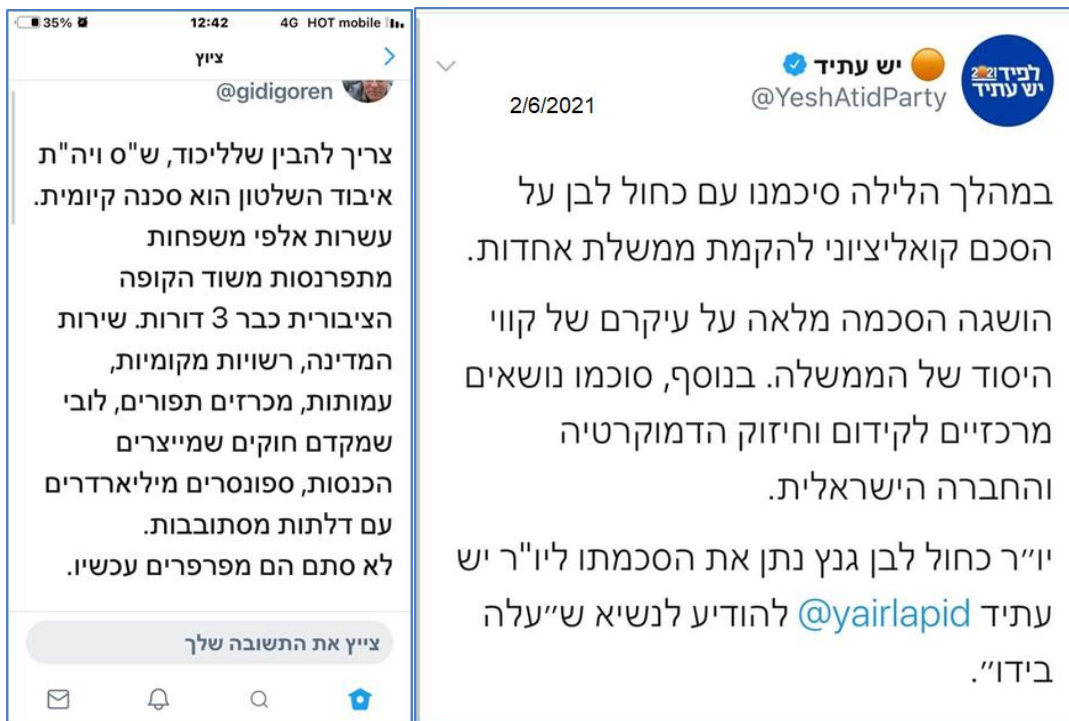 35% 12:42 4G HOT mobile
ציוץ
@gidigoren
צריך להבין שלליכוד, ש"ס ויה"ת
איבוד השלטון הוא סכנה קיומית.
עשרות אלפי משפחות
מתפרנסות משוד הקופה
הציבורית כבר 3 דורות. שירות
המדינה, רשויות מקומיות,
עמותות, מכרזים תפורים, לובי
שמקדם חוקים שמייצרים
הכנסות, ספונסרים מיליארדרים
עם דלתות מסתובבות.
לא סתם הם מפרפרים עכשיו.
צייץ את התשובה שלך
לפיד 2021
יש עתיד
יש עתיד
@YeshAtidParty
2/6/2021
במהלך הלילה סיכמנו עם כחול לבן על
הסכם קואליציוני להקמת ממשלת אחדות.
הושגה הסכמה מלאה על עיקרם של קווי
היסוד של הממשלה. בנוסף, סוכמו נושאים
מרכזיים לקידום וחיזוק הדמוקרטיה
והחברה הישראלית.
יו״ר כחול לבן גנץ נתן את הסכמתו ליו"ר יש
עתיד @yairlapid להודיע לנשיא ש״עלה
בידו״.